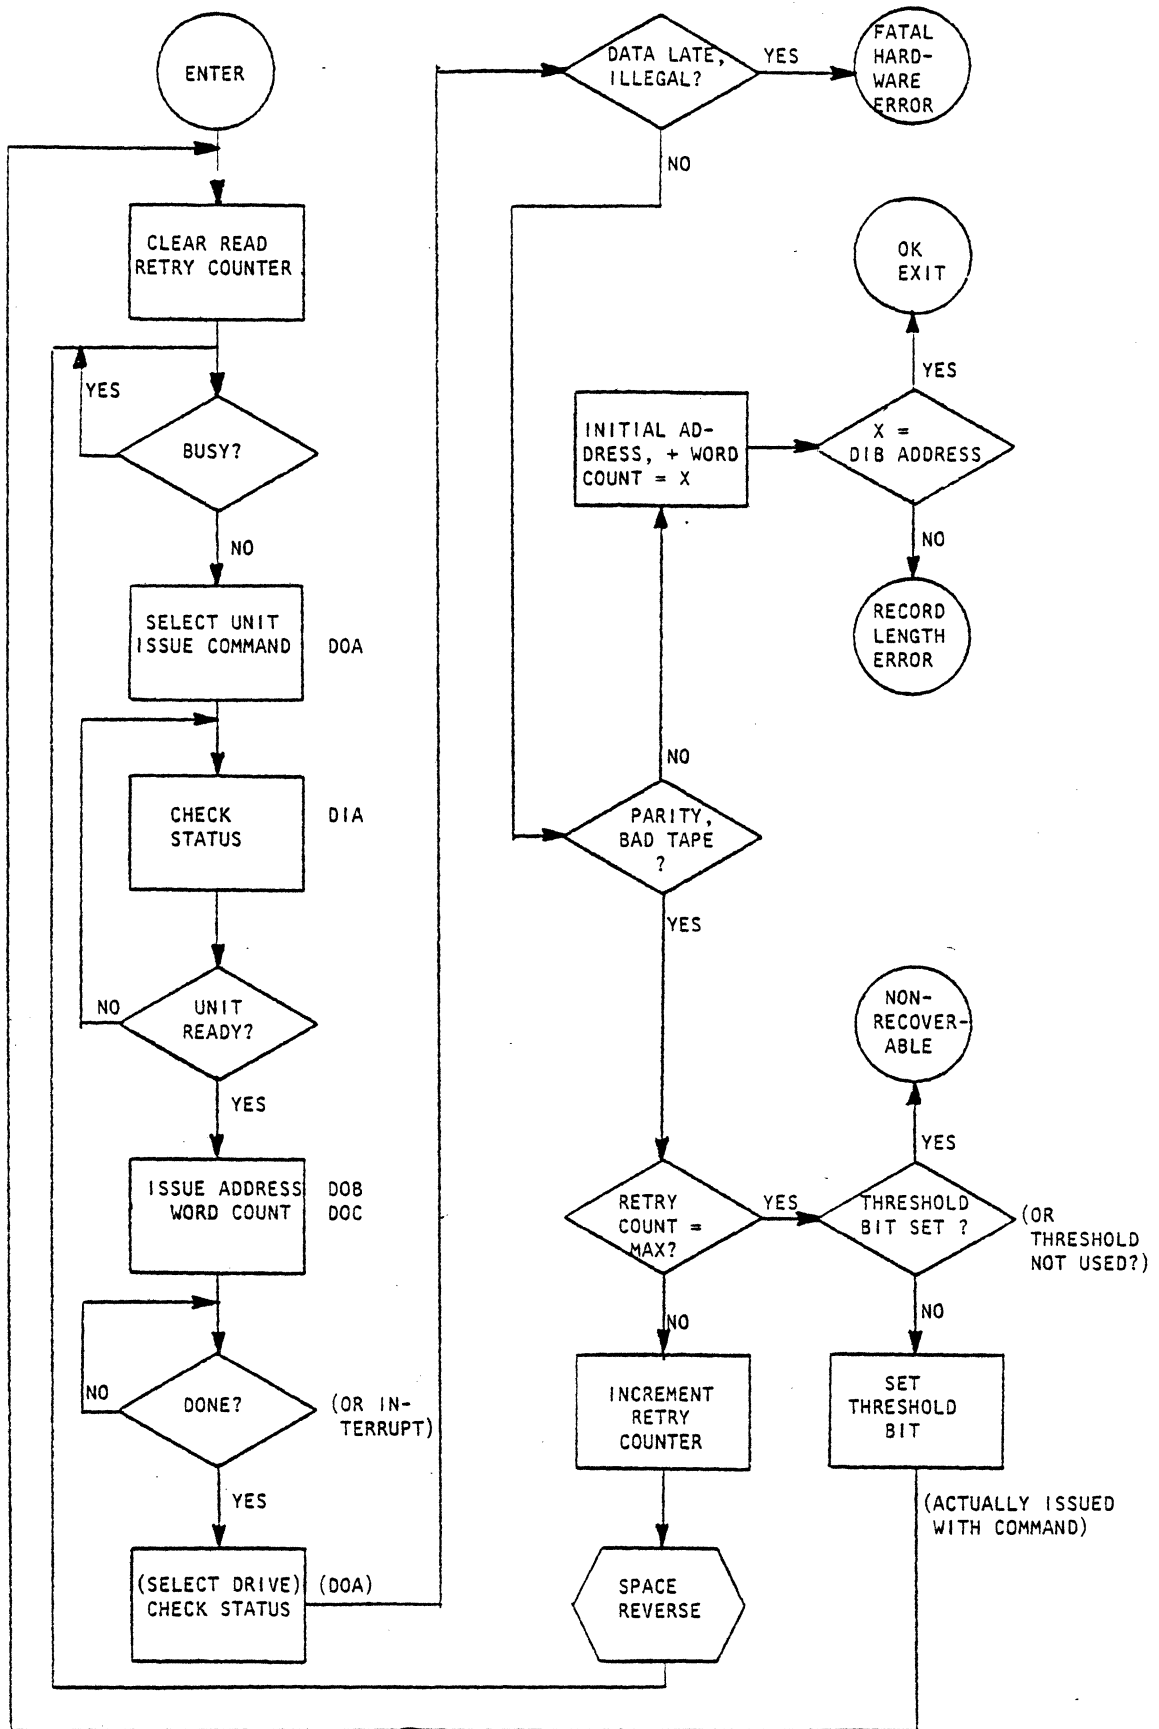 ENTER
CLEAR READ
RETRY COUNTER
YES
BUSY?
NO
SELECT UNIT
ISSUE COMMAND
DOA
CHECK
STATUS
DIA
NO
UNIT
READY?
YES
ISSUE ADDRESS
WORD COUNT
DOB
DOC
NO
DONE?
(OR IN-
TERRUPT)
YES
(SELECT DRIVE)
CHECK STATUS
(DOA)
DATA LATE,
ILLEGAL?
YES
FATAL
HARD-
WARE
ERROR
NO
OK
EXIT
YES
INITIAL AD-
DRESS, + WORD
COUNT = X
X =
DIB ADDRESS
NO
RECORD
LENGTH
ERROR
NO
PARITY,
BAD TAPE
?
YES
NON-
RECOVER-
ABLE
YES
RETRY
COUNT =
MAX?
YES
THRESHOLD
BIT SET ?
(OR
THRESHOLD
NOT USED?)
NO
NO
INCREMENT
RETRY
COUNTER
SET
THRESHOLD
BIT
(ACTUALLY ISSUED
WITH COMMAND)
SPACE
REVERSE